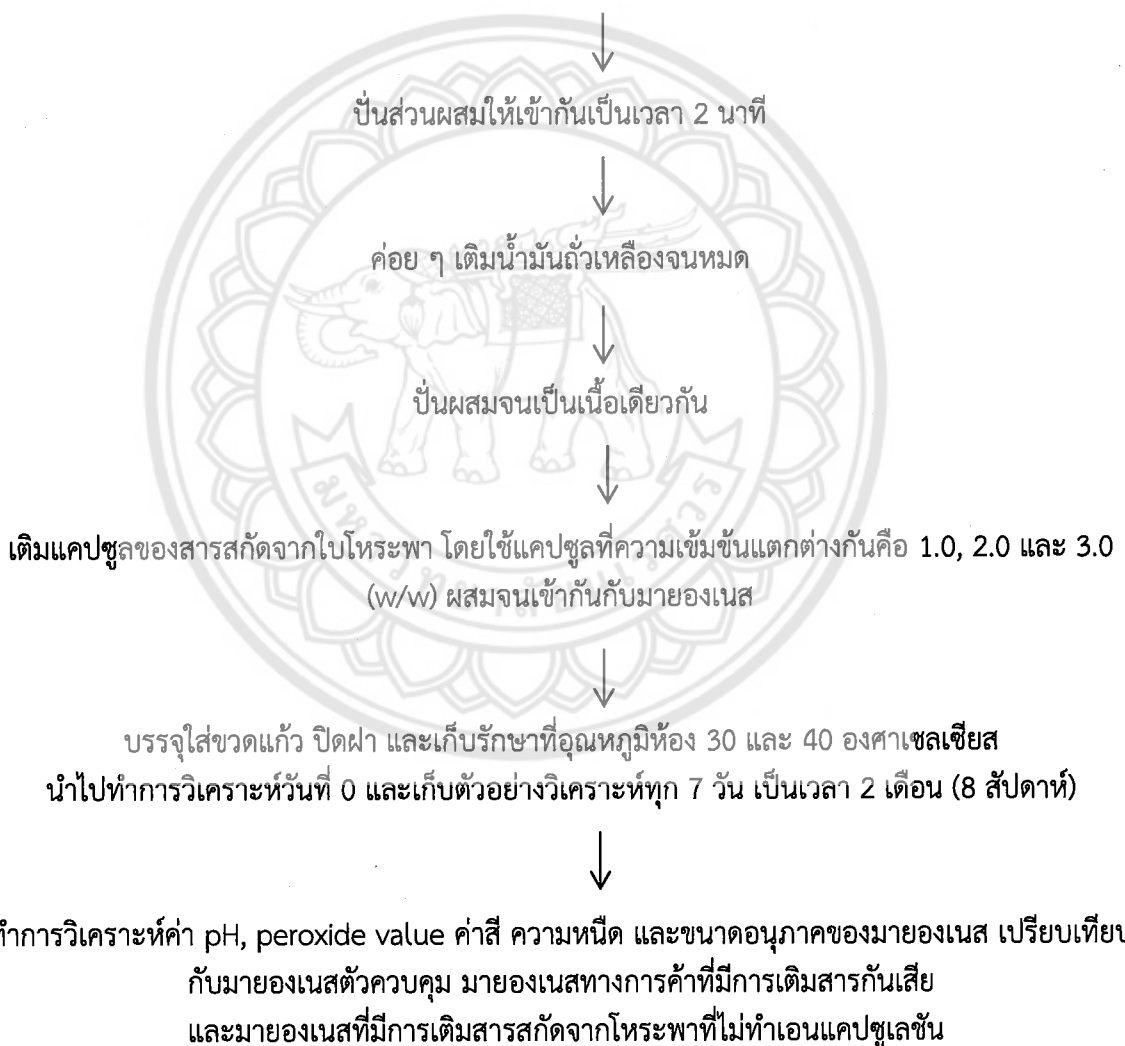 ปั่นส่วนผสมให้เข้ากันเป็นเวลา 2 นาที
ค่อย ๆ เติมน้ำมันถั่วเหลืองจนหมด
ปั่นผสมจนเป็นเนื้อเดียวกัน
มหาวิทยาลัยนเรศวร
เติมแคปซูลของสารสกัดจากใบโหระพา โดยใช้แคปซูลที่ความเข้มข้นแตกต่างกันคือ 1.0, 2.0 และ 3.0
(w/w) ผสมจนเข้ากันกับมายองเนส
บรรจุใส่ขวดแก้ว ปิดฝา และเก็บรักษาที่อุณหภูมิห้อง 30 และ 40 องศาเซลเซียส
นำไปทำการวิเคราะห์วันที่ 0 และเก็บตัวอย่างวิเคราะห์ทุก 7 วัน เป็นเวลา 2 เดือน (8 สัปดาห์)
ทำการวิเคราะห์ค่า pH, peroxide value ค่าสี ความหนืด และขนาดอนุภาคของมายองเนส เปรียบเทียบ
กับมายองเนสตัวควบคุม มายองเนสทางการค้าที่มีการเติมสารกันเสีย
และมายองเนสที่มีการเติมสารสกัดจากโหระพาที่ไม่ทำเอนแคปซูเลชัน